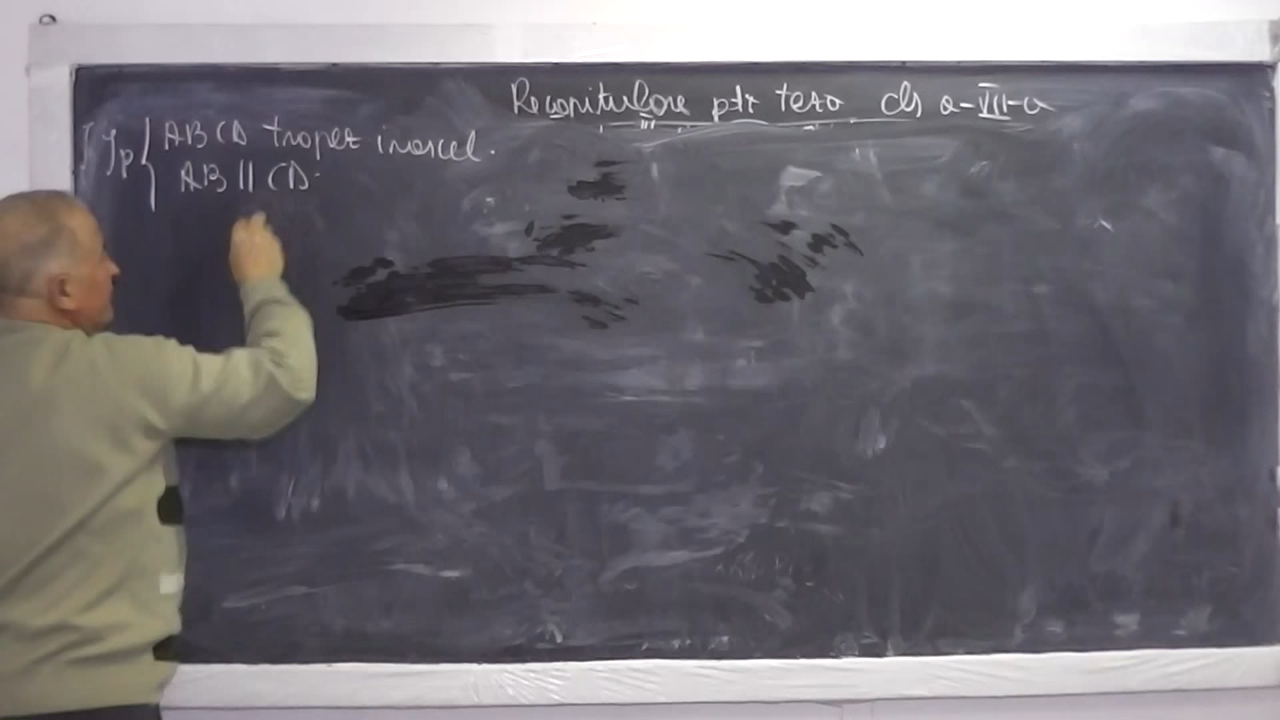 Recapitulare ptr teza cls a-VIII-a
I Ip { ABCD trapez isoscel.
AB || CD.